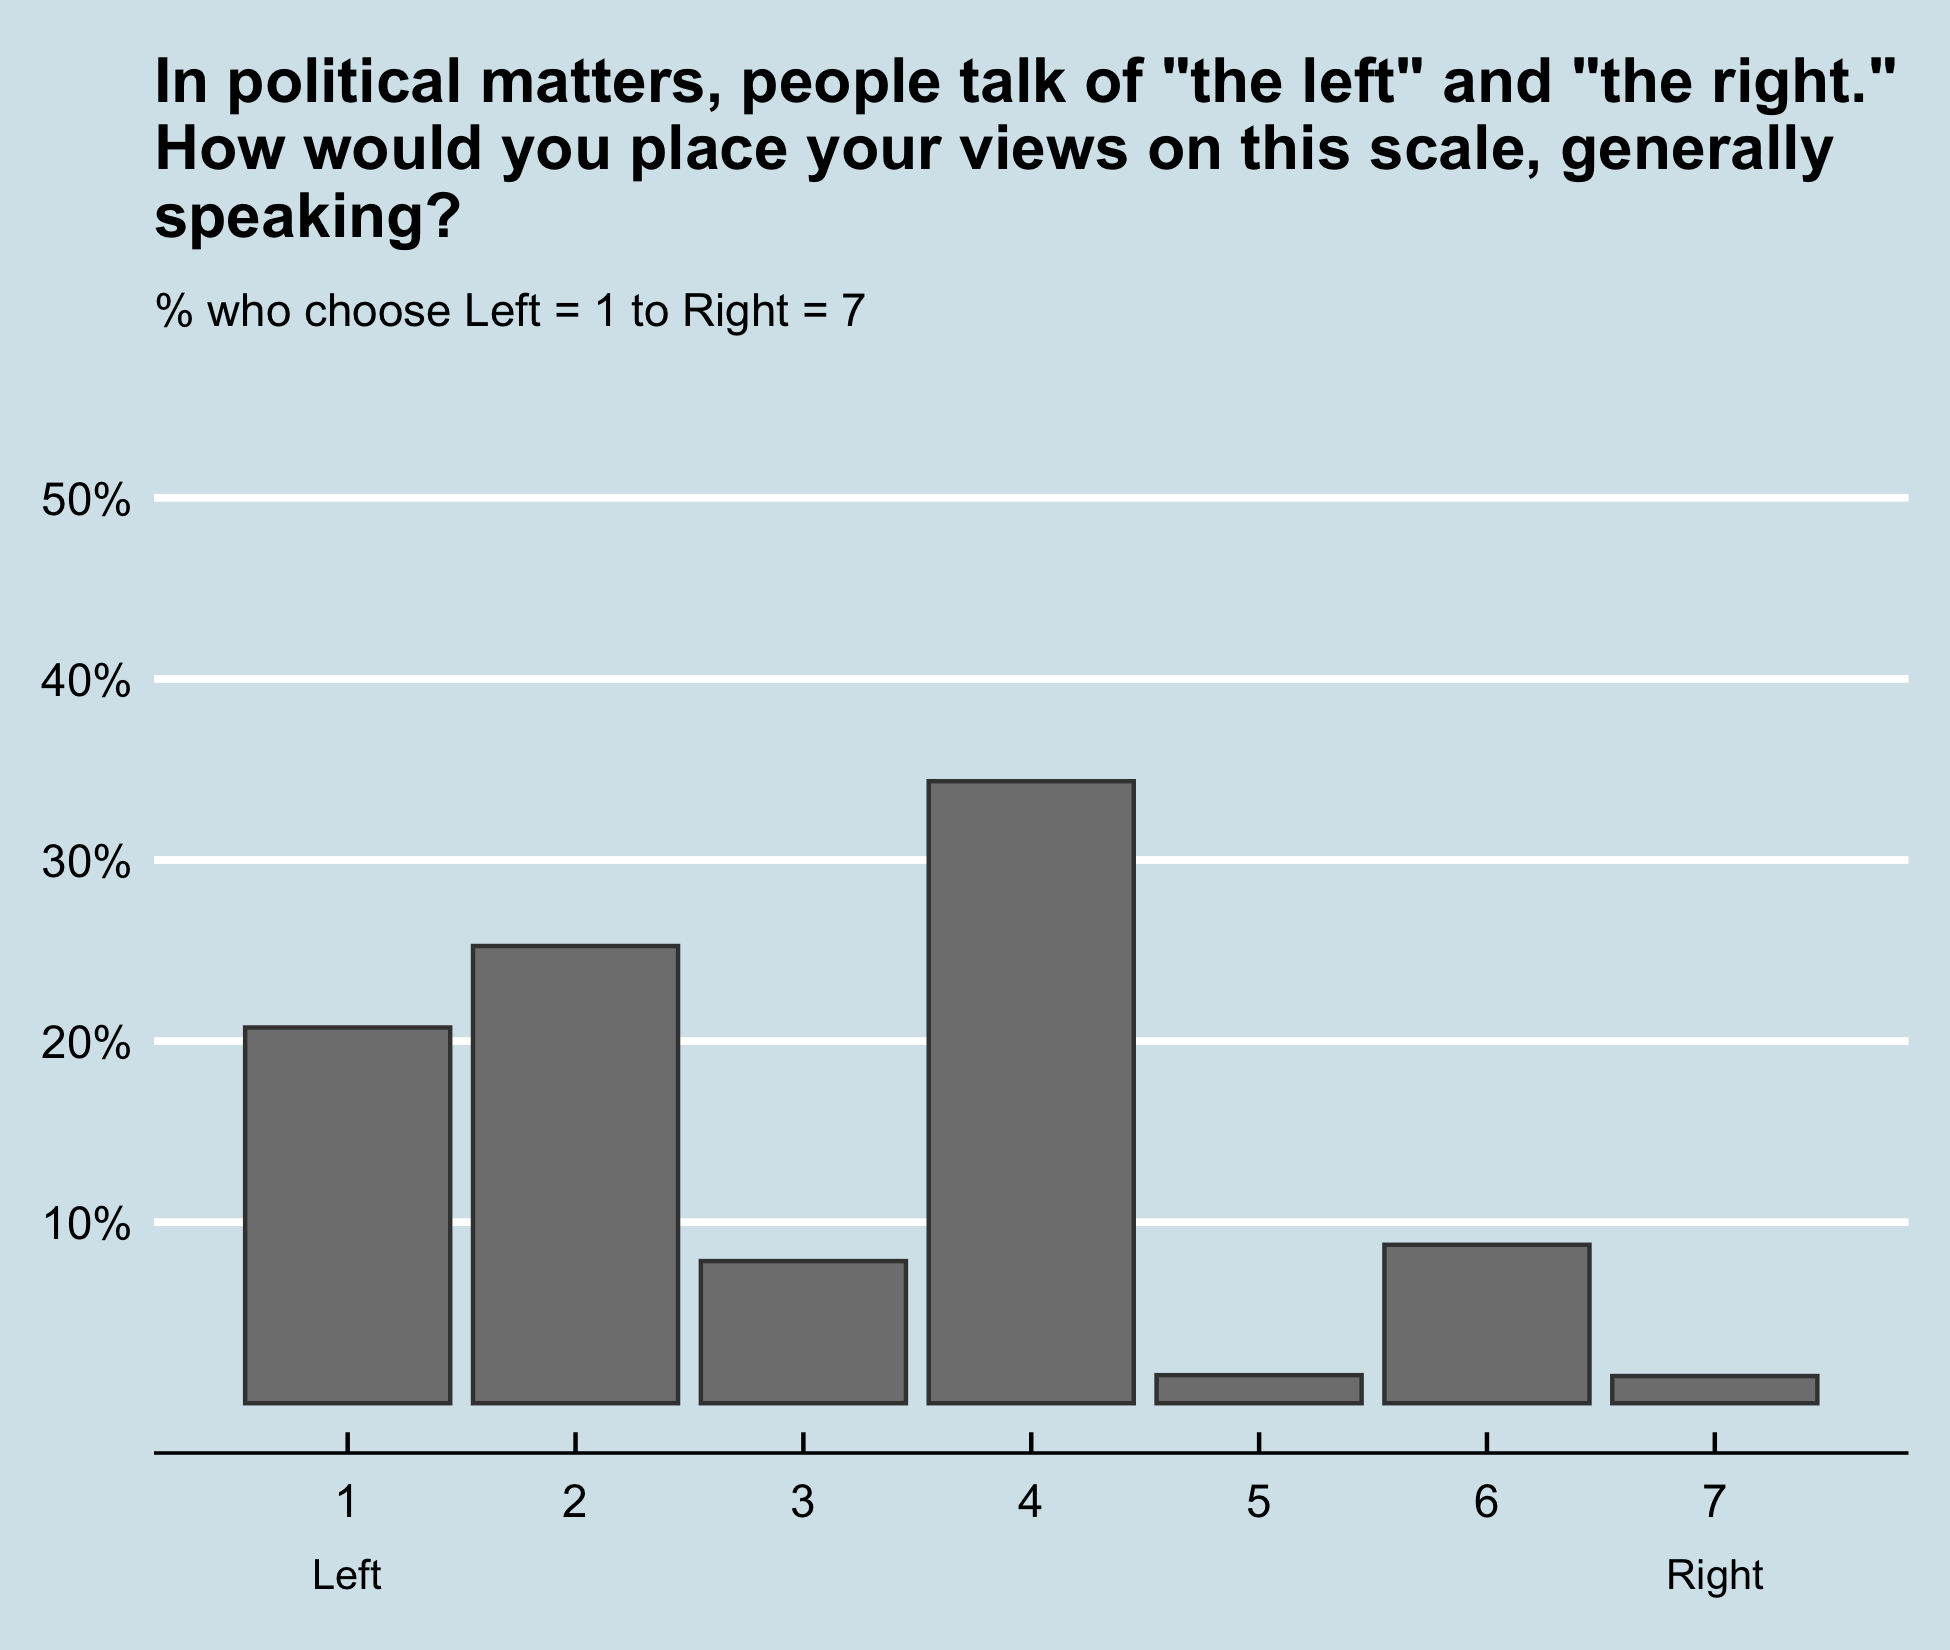 In political matters, people talk of "the left" and "the right."
How would you place your views on this scale, generally
speaking?
% who choose Left = 1 to Right = 7
50%
40%
30%
20%
10%
1 2 3 4 5 6 7
Left Right